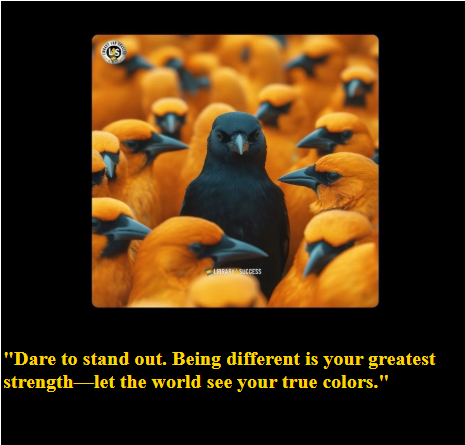 LS
LIBRARY SUCCESS
"Dare to stand out. Being different is your greatest
strength—let the world see your true colors."